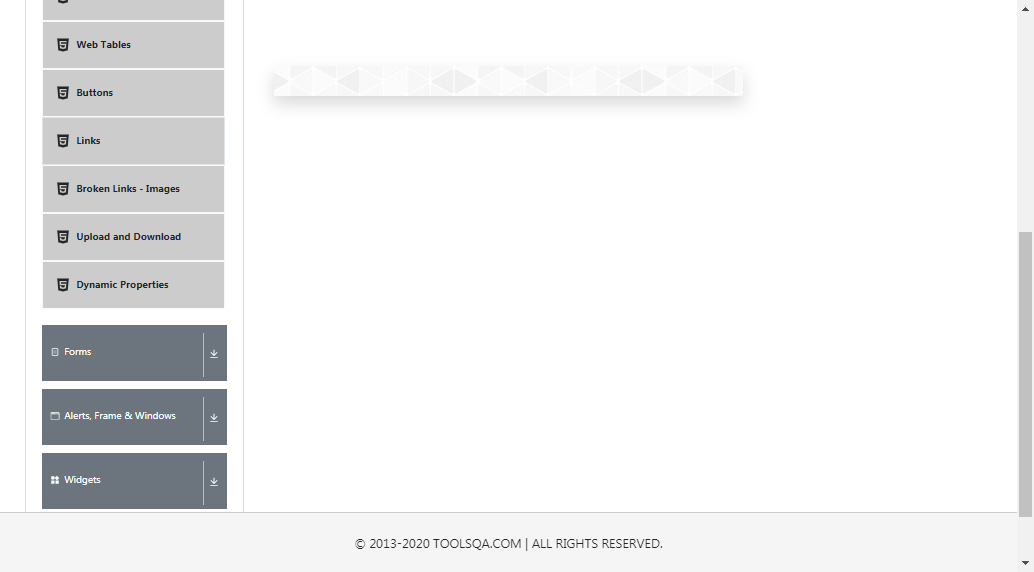 Web Tables
Buttons
Links
Broken Links - Images
Upload and Download
Dynamic Properties
Forms
Alerts, Frame & Windows
Widgets
© 2013-2020 TOOLSQA.COM | ALL RIGHTS RESERVED.